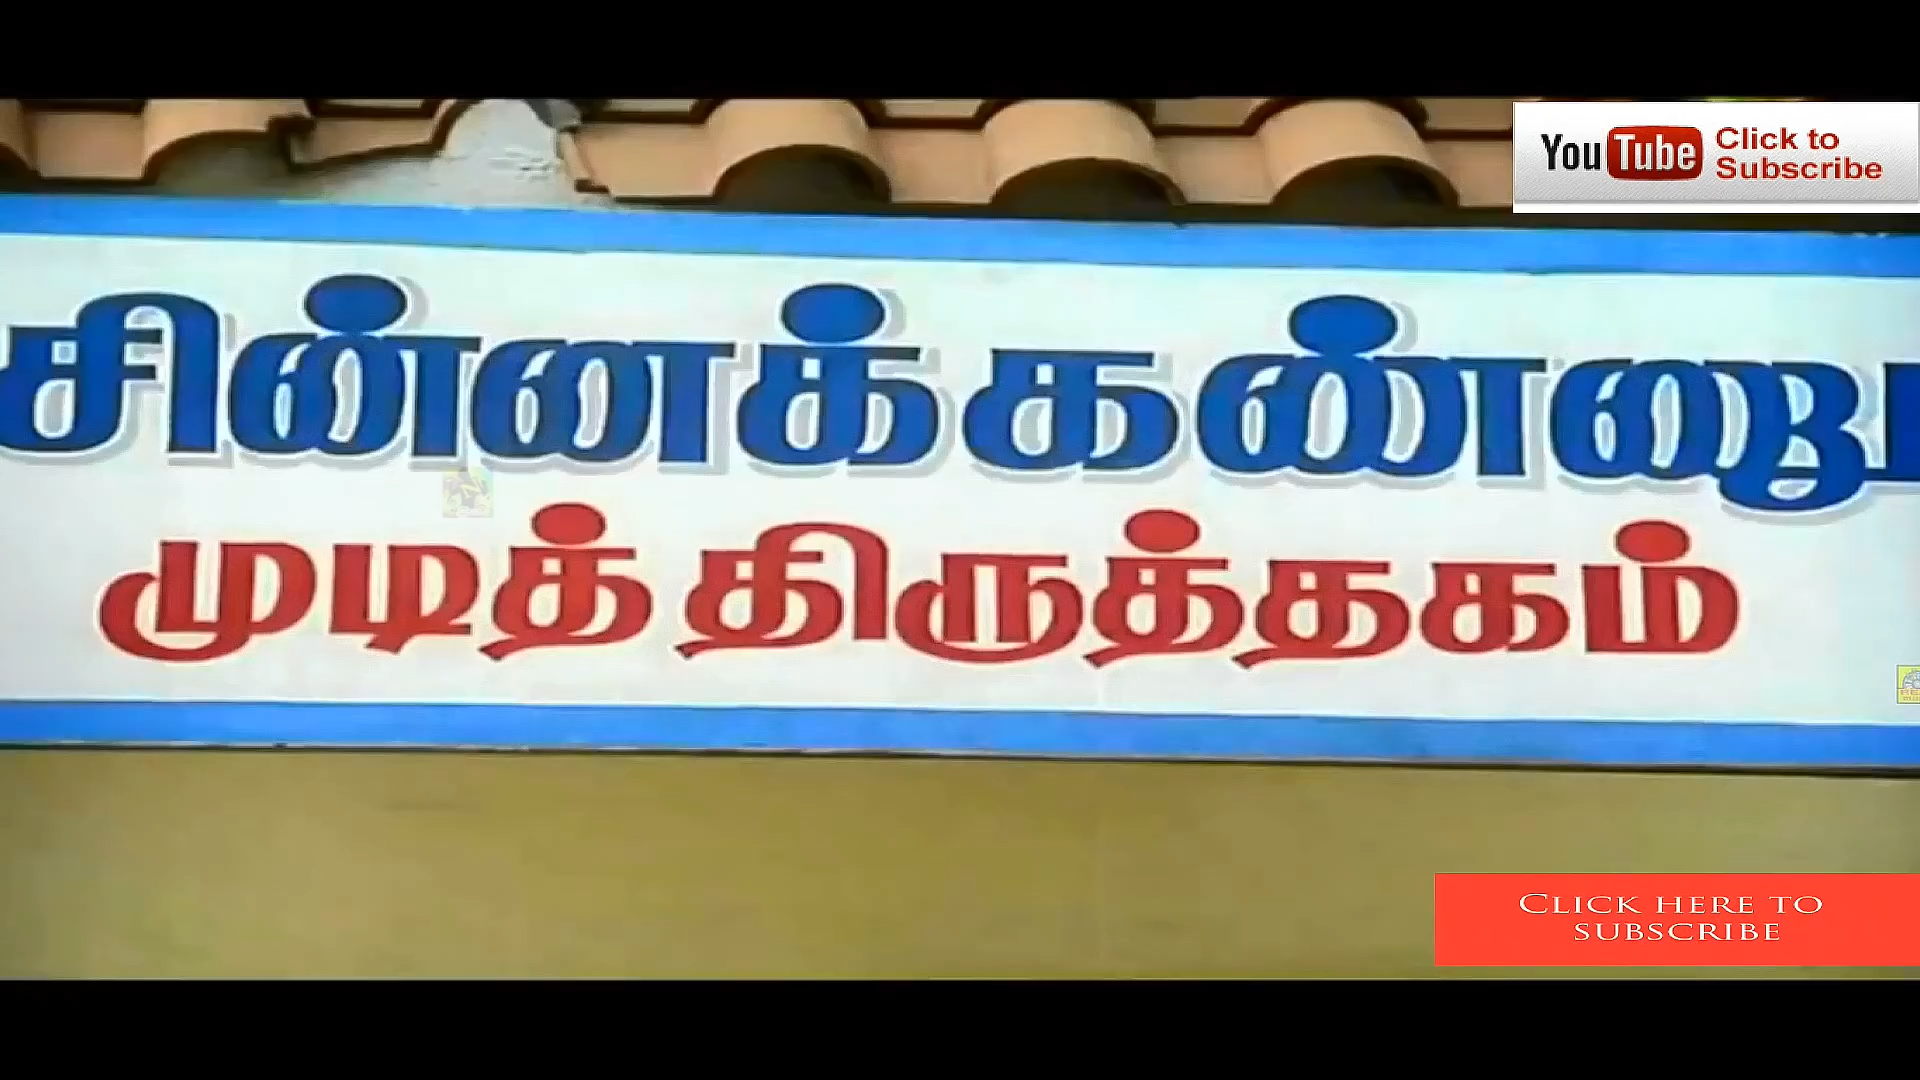 YouTube Click to
Subscribe
சின்னக்கண்ணு
முடித்திருத்தகம்
CLICK HERE TO
SUBSCRIBE